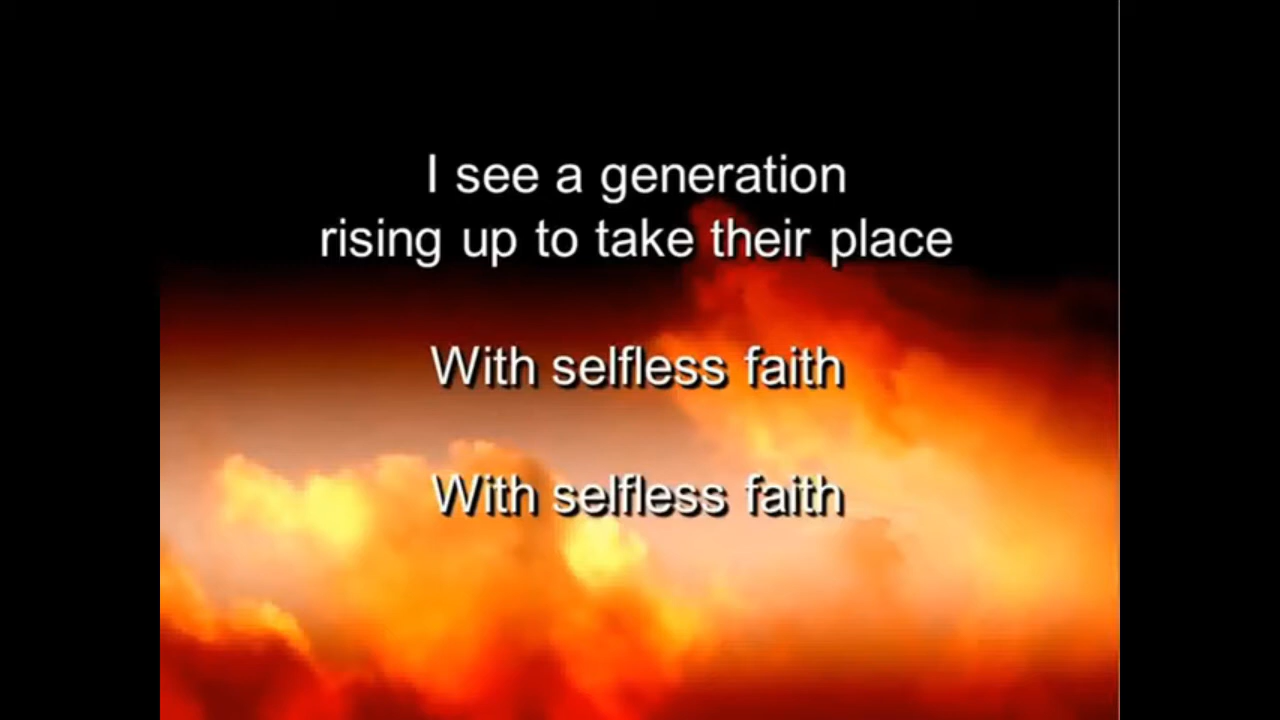 I see a generation
rising up to take their place
With selfless faith
With selfless faith